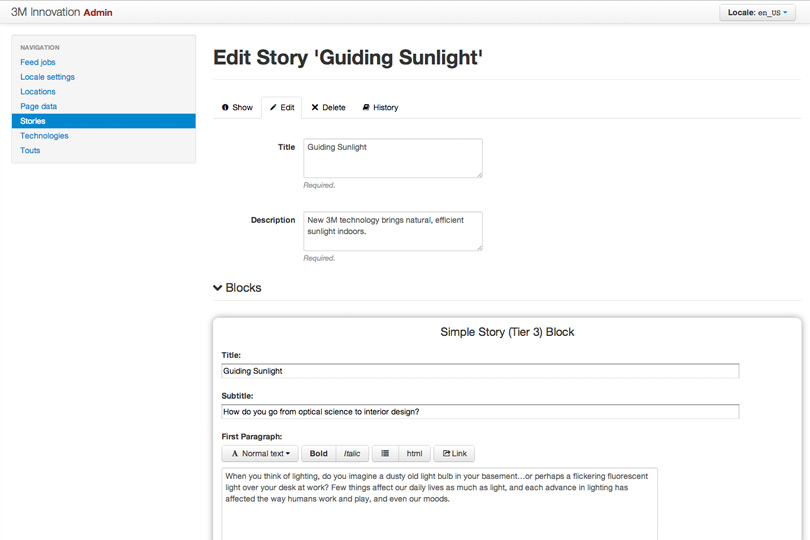 3M Innovation Admin
Locale: en_US
NAVIGATION
Feed jobs
Locale settings
Locations
Page data
Stories
Technologies
Touts
Edit Story 'Guiding Sunlight'
Show Edit Delete History
Title
Guiding Sunlight
Required.
Description
New 3M technology brings natural, efficient
sunlight indoors.
Required.
Blocks
Simple Story (Tier 3) Block
Title:
Guiding Sunlight
Subtitle:
How do you go from optical science to interior design?
First Paragraph:
A Normal text Bold Italic html Link
When you think of lighting, do you imagine a dusty old light bulb in your basement...or perhaps a flickering fluorescent
light over your desk at work? Few things affect our daily lives as much as light, and each advance in lighting has
affected the way humans work and play, and even our moods.